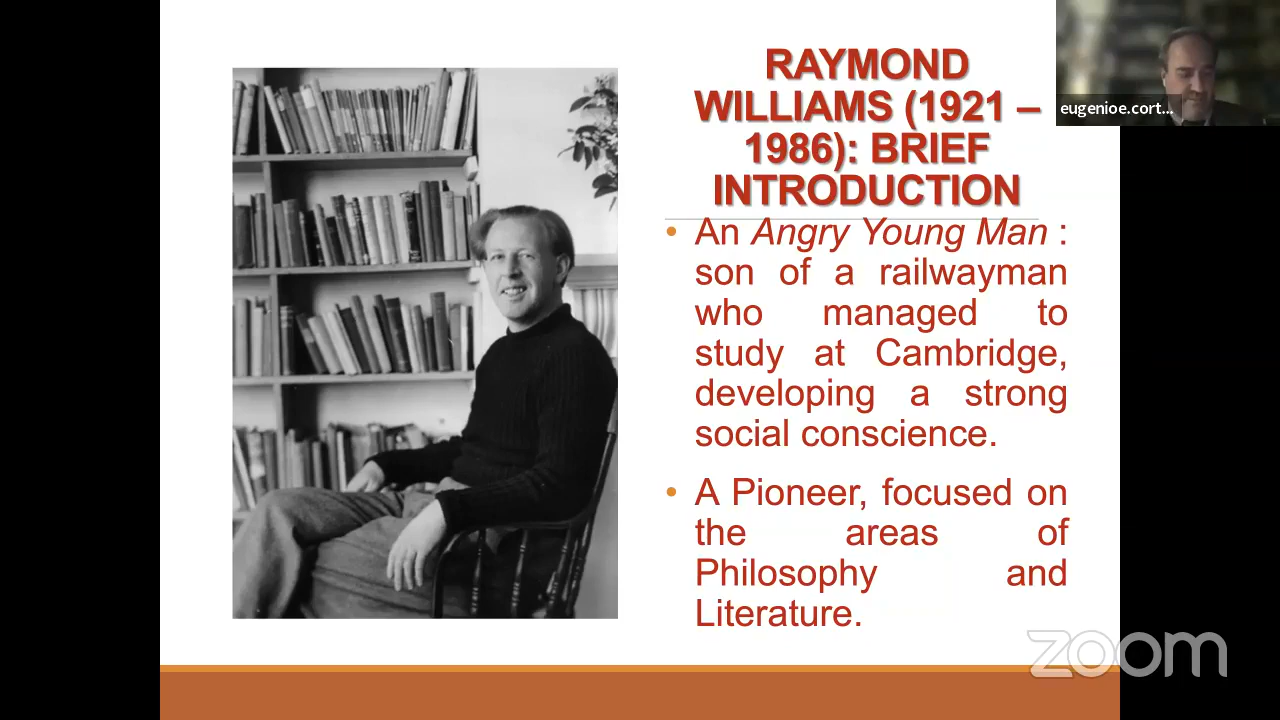 RAYMOND
WILLIAMS (1921 –
1986): BRIEF
INTRODUCTION
• An Angry Young Man :
son of a railwayman
who managed to
study at Cambridge,
developing a strong
social conscience.
• A Pioneer, focused on
the areas of
Philosophy and
Literature.
eugenioe.cort...
zoom